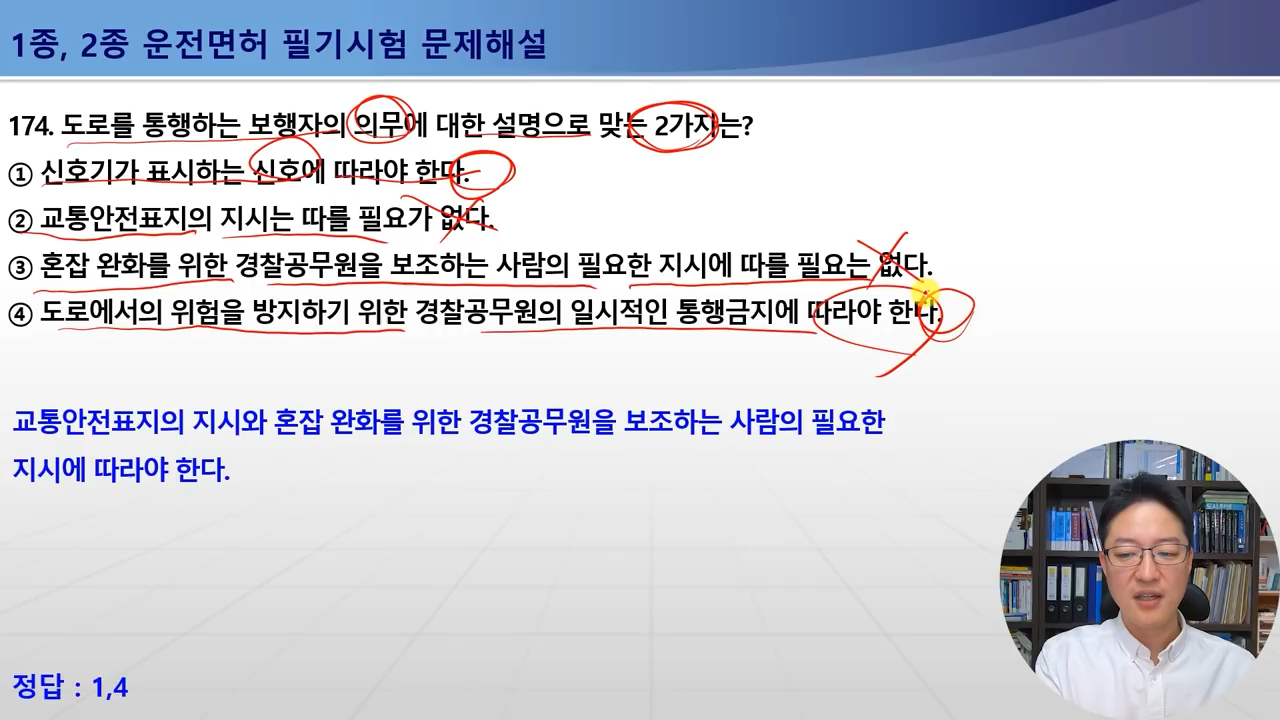 1종, 2종 운전면허 필기시험 문제해설
174. 도로를 통행하는 보행자의 의무에 대한 설명으로 맞는 2가지는?
① 신호기가 표시하는 신호에 따라야 한다.
② 교통안전표지의 지시는 따를 필요가 없다.
③ 혼잡 완화를 위한 경찰공무원을 보조하는 사람의 필요한 지시에 따를 필요는 없다.
④ 도로에서의 위험을 방지하기 위한 경찰공무원의 일시적인 통행금지에 따라야 한다.
교통안전표지의 지시와 혼잡 완화를 위한 경찰공무원을 보조하는 사람의 필요한
지시에 따라야 한다.
정답 : 1,4